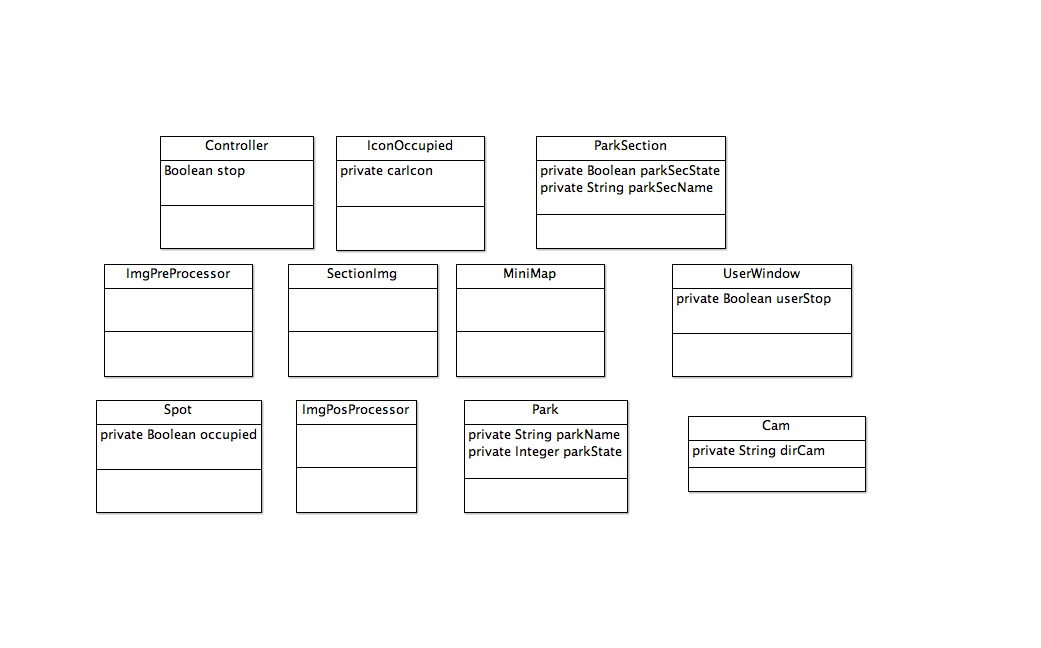 Controller
Boolean stop
IconOccupied
private carIcon
ParkSection
private Boolean parkSecState
private String parkSecName
ImgPreProcessor
SectionImg
MiniMap
UserWindow
private Boolean userStop
Spot
private Boolean occupied
ImgPosProcessor
Park
private String parkName
private Integer parkState
Cam
private String dirCam